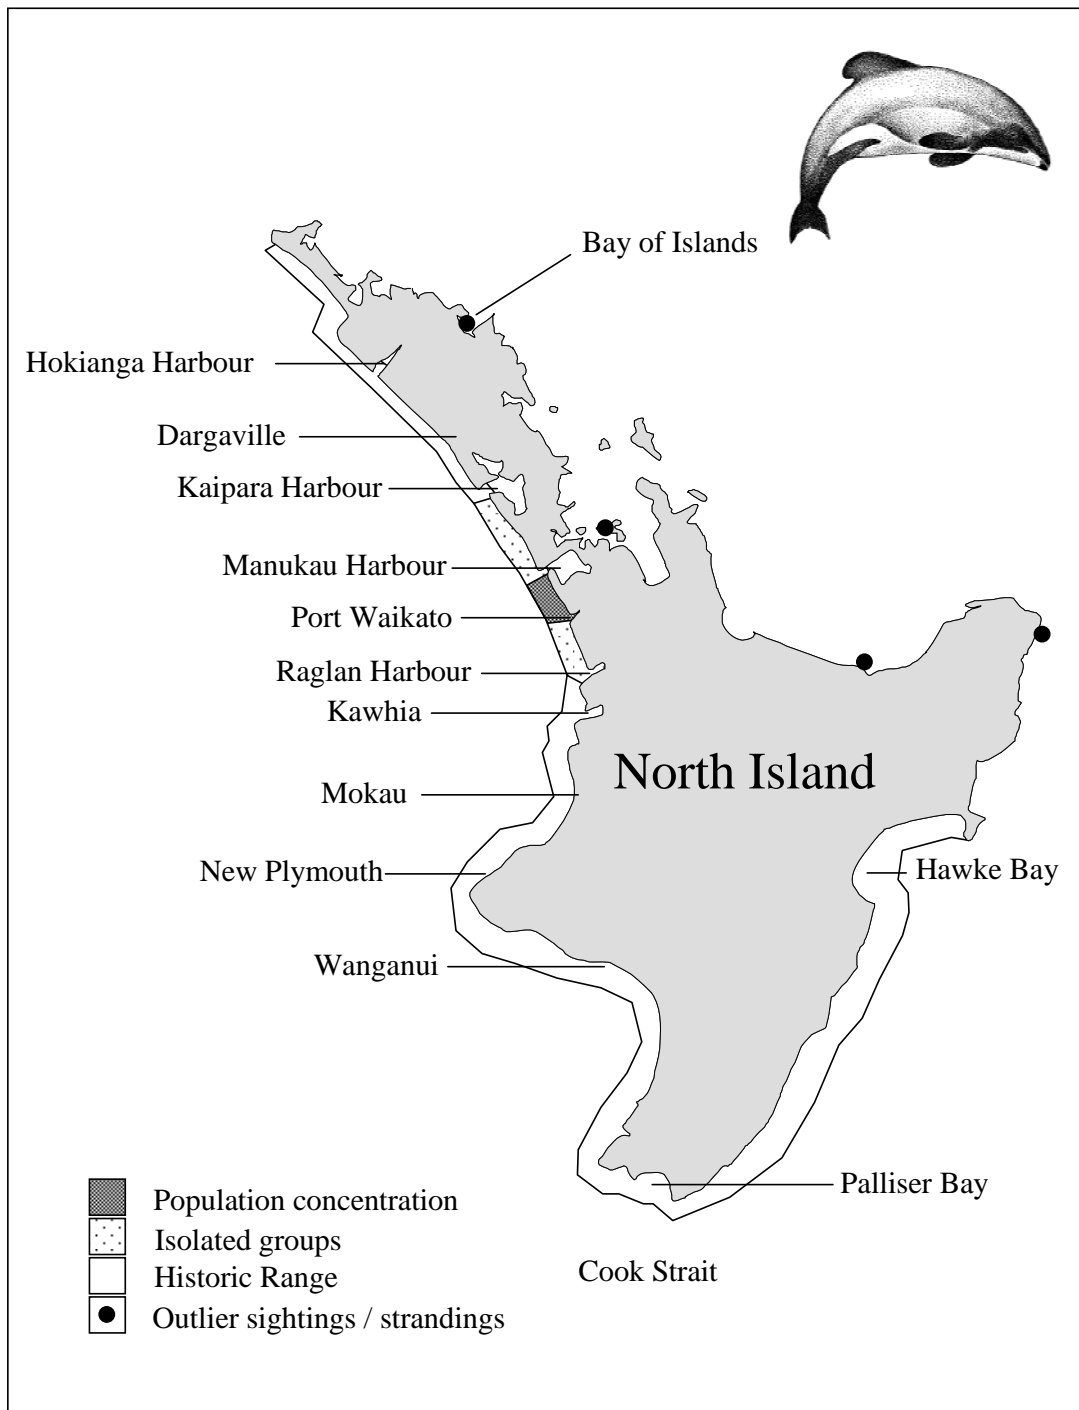 Bay of Islands
Hokianga Harbour
Dargaville
Kaipara Harbour
Manukau Harbour
Port Waikato
Raglan Harbour
Kawhia
North Island
Mokau
New Plymouth
Hawke Bay
Wanganui
Palliser Bay
Population concentration
Isolated groups
Historic Range
Outlier sightings / strandings
Cook Strait